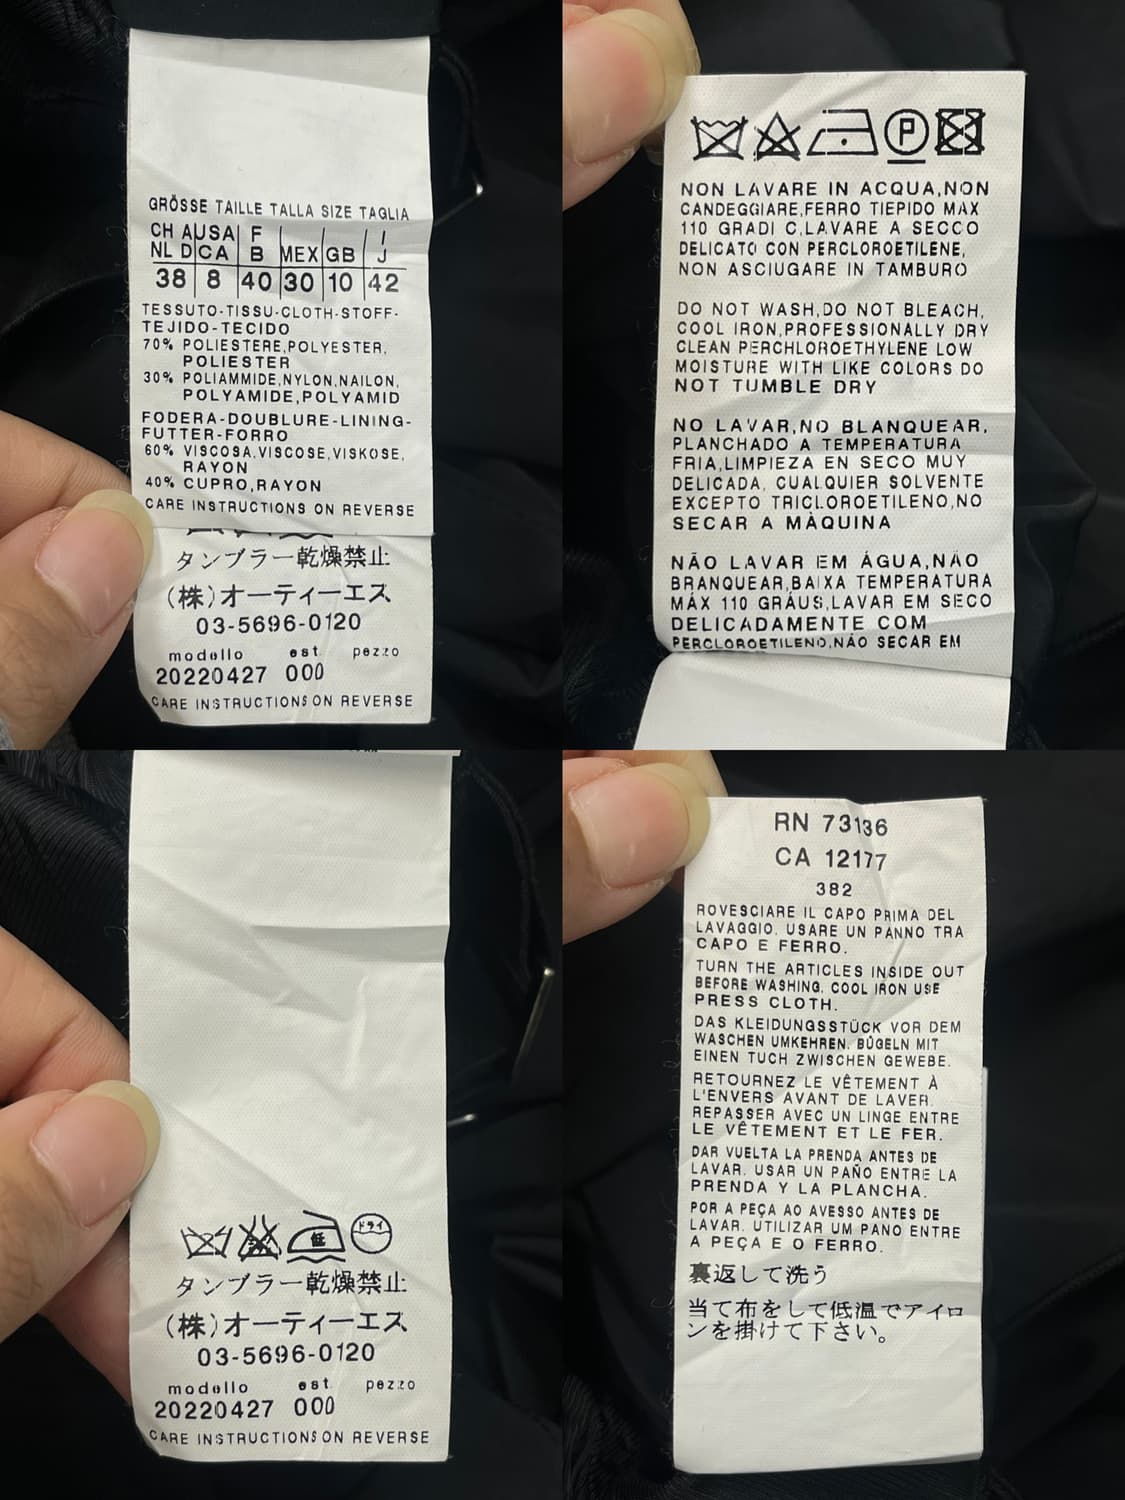 GRÖSSE TAILLE TALLA SIZE TAGLIA
CH A USA F I
NL D CA B MEX GB J
38 8 40 30 10 42
TESSUTO-TISSU-CLOTH-STOFF-
TEJIDO-TECIDO
70% POLIESTERE,POLYESTER,
POLIESTER
30% POLIAMMIDE,NYLON,NAILON,
POLYAMIDE,POLYAMID
FODERA-DOUBLURE-LINING-
FUTTER-FORRO
60% VISCOSA,VISCOSE,VISKOSE,
RAYON
40% CUPRO,RAYON
CARE INSTRUCTIONS ON REVERSE
タンブラー乾燥禁止
(株)オーティーエス
03-5696-0120
modello est. pezzo
20220427 000
CARE INSTRUCTIONS ON REVERSE
P
NON LAVARE IN ACQUA,NON
CANDEGGIARE,FERRO TIEPIDO MAX
110 GRADI C,LAVARE A SECCO
DELICATO CON PERCLOROETILENE,
NON ASCIUGARE IN TAMBURO
DO NOT WASH,DO NOT BLEACH,
COOL IRON,PROFESSIONALLY DRY
CLEAN PERCHLOROETHYLENE LOW
MOISTURE WITH LIKE COLORS DO
NOT TUMBLE DRY
NO LAVAR,NO BLANQUEAR,
PLANCHADO A TEMPERATURA
FRIA,LIMPIEZA EN SECO MUY
DELICADA, CUALQUIER SOLVENTE
EXCEPTO TRICLOROETILENO,NO
SECAR A MÀQUINA
NÃO LAVAR EM ÁGUA,NÃO
BRANQUEAR,BAIXA TEMPERATURA
MÁX 110 GRÁUS,LAVAR EM SECO
DELICADAMENTE COM
PERCLOROETILENO,NÃO SECAR EM
低 ドライ
タンブラー乾燥禁止
(株)オーティーエス
03-5696-0120
modello est. pezzo
20220427 000
CARE INSTRUCTIONS ON REVERSE
RN 73136
CA 12177
382
ROVESCIARE IL CAPO PRIMA DEL
LAVAGGIO. USARE UN PANNO TRA
CAPO E FERRO.
TURN THE ARTICLES INSIDE OUT
BEFORE WASHING. COOL IRON USE
PRESS CLOTH.
DAS KLEIDUNGSSTÜCK VOR DEM
WASCHEN UMKEHREN. BÜGELN MIT
EINEN TUCH ZWISCHEN GEWEBE.
RETOURNEZ LE VÊTEMENT À
L'ENVERS AVANT DE LAVER.
REPASSER AVEC UN LINGE ENTRE
LE VÊTEMENT ET LE FER.
DAR VUELTA LA PRENDA ANTES DE
LAVAR. USAR UN PAÑO ENTRE LA
PRENDA Y LA PLANCHA.
POR A PEÇA AO AVESSO ANTES DE
LAVAR. UTILIZAR UM PANO ENTRE
A PEÇA E O FERRO.
裏返して洗う
当て布をして低温でアイロ
ンを掛けて下さい。